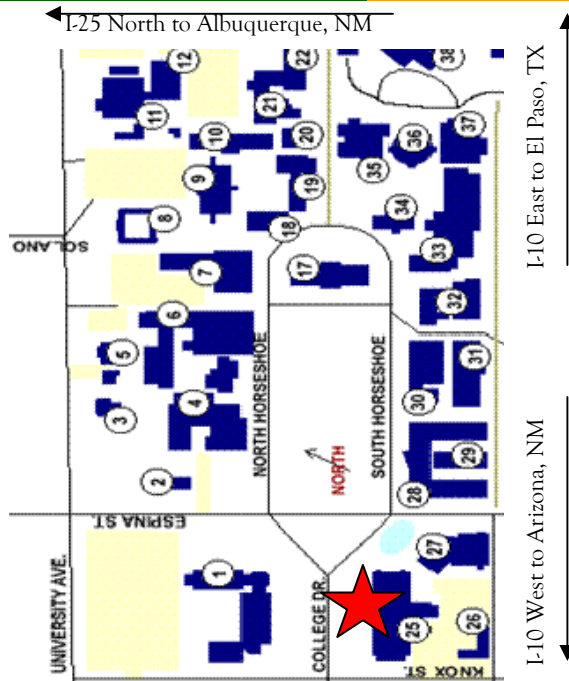 I-25 North to Albuquerque, NM
I-10 East to El Paso, TX
I-10 West to Arizona, NM
UNIVERSITY AVE.
SOLANO
ESPINA ST.
NORTH HORSESHOE
SOUTH HORSESHOE
NORTH
COLLEGE DR.
KNOX ST.
1
2
3
4
5
6
7
8
9
10
11
12
17
18
19
20
21
22
25
26
27
28
29
30
31
32
33
34
35
36
37
38